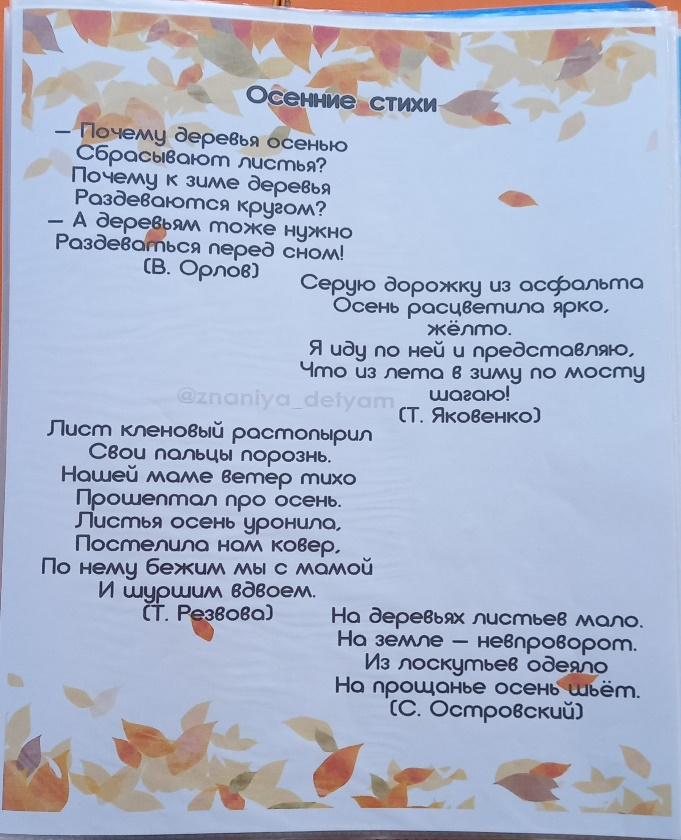 Осенние стихи
— Почему деревья осенью
Сбрасывают листья?
Почему к зиме деревья
Раздеваются кругом?
— А деревьям тоже нужно
Раздеваться перед сном!
(В. Орлов)
Серую дорожку из асфальта
Осень расцветила ярко,
жёлто.
Я иду по ней и представляю,
Что из лета в зиму по мосту
шагаю!
(Т. Яковенко)
@znaniya_detyam
Лист кленовый растопырил
Свои пальцы порознь.
Нашей маме ветер тихо
Прошептал про осень.
Листья осень уронила,
Постелила нам ковер,
По нему бежим мы с мамой
И шуршим вдвоем.
(Т. Резвова)
На деревьях листьев мало.
На земле — невпроворот.
Из лоскутьев одеяло
На прощанье осень шьёт.
(С. Островский)